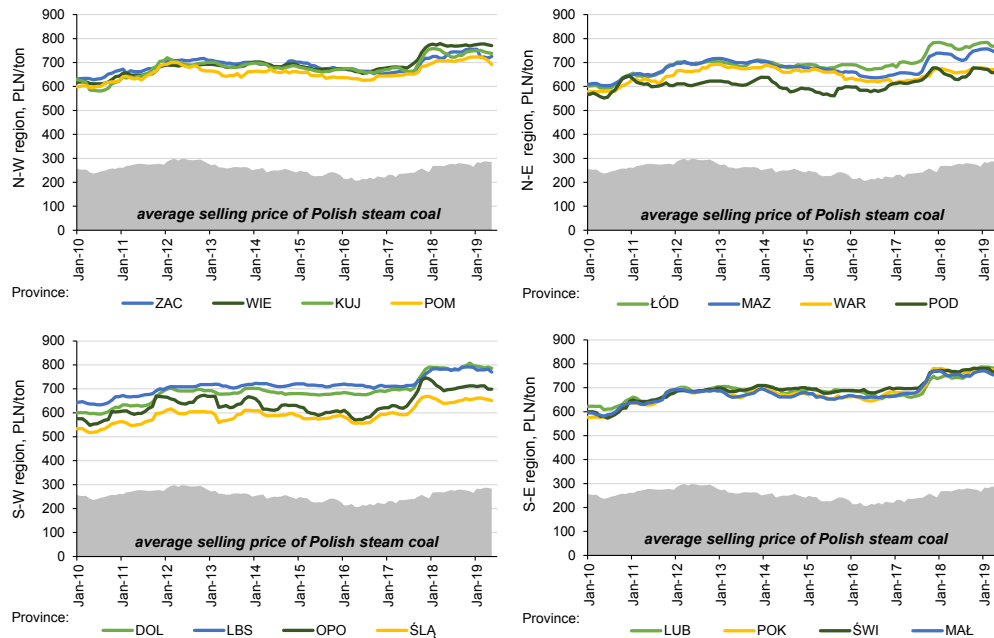 N-W region, PLN/ton
900
800
700
600
500
400
300
200
100
0
average selling price of Polish steam coal
Jan-10
Jan-11
Jan-12
Jan-13
Jan-14
Jan-15
Jan-16
Jan-17
Jan-18
Jan-19
Province:
ZAC WIE KUJ POM
N-E region, PLN/ton
900
800
700
600
500
400
300
200
100
0
average selling price of Polish steam coal
Jan-10
Jan-11
Jan-12
Jan-13
Jan-14
Jan-15
Jan-16
Jan-17
Jan-18
Jan-19
Province:
ŁÓD MAZ WAR POD
S-W region, PLN/ton
900
800
700
600
500
400
300
200
100
0
average selling price of Polish steam coal
Jan-10
Jan-11
Jan-12
Jan-13
Jan-14
Jan-15
Jan-16
Jan-17
Jan-18
Jan-19
Province:
DOL LBS OPO ŚLĄ
S-E region, PLN/ton
900
800
700
600
500
400
300
200
100
0
average selling price of Polish steam coal
Jan-10
Jan-11
Jan-12
Jan-13
Jan-14
Jan-15
Jan-16
Jan-17
Jan-18
Jan-19
Province:
LUB POK ŚWI MAŁ